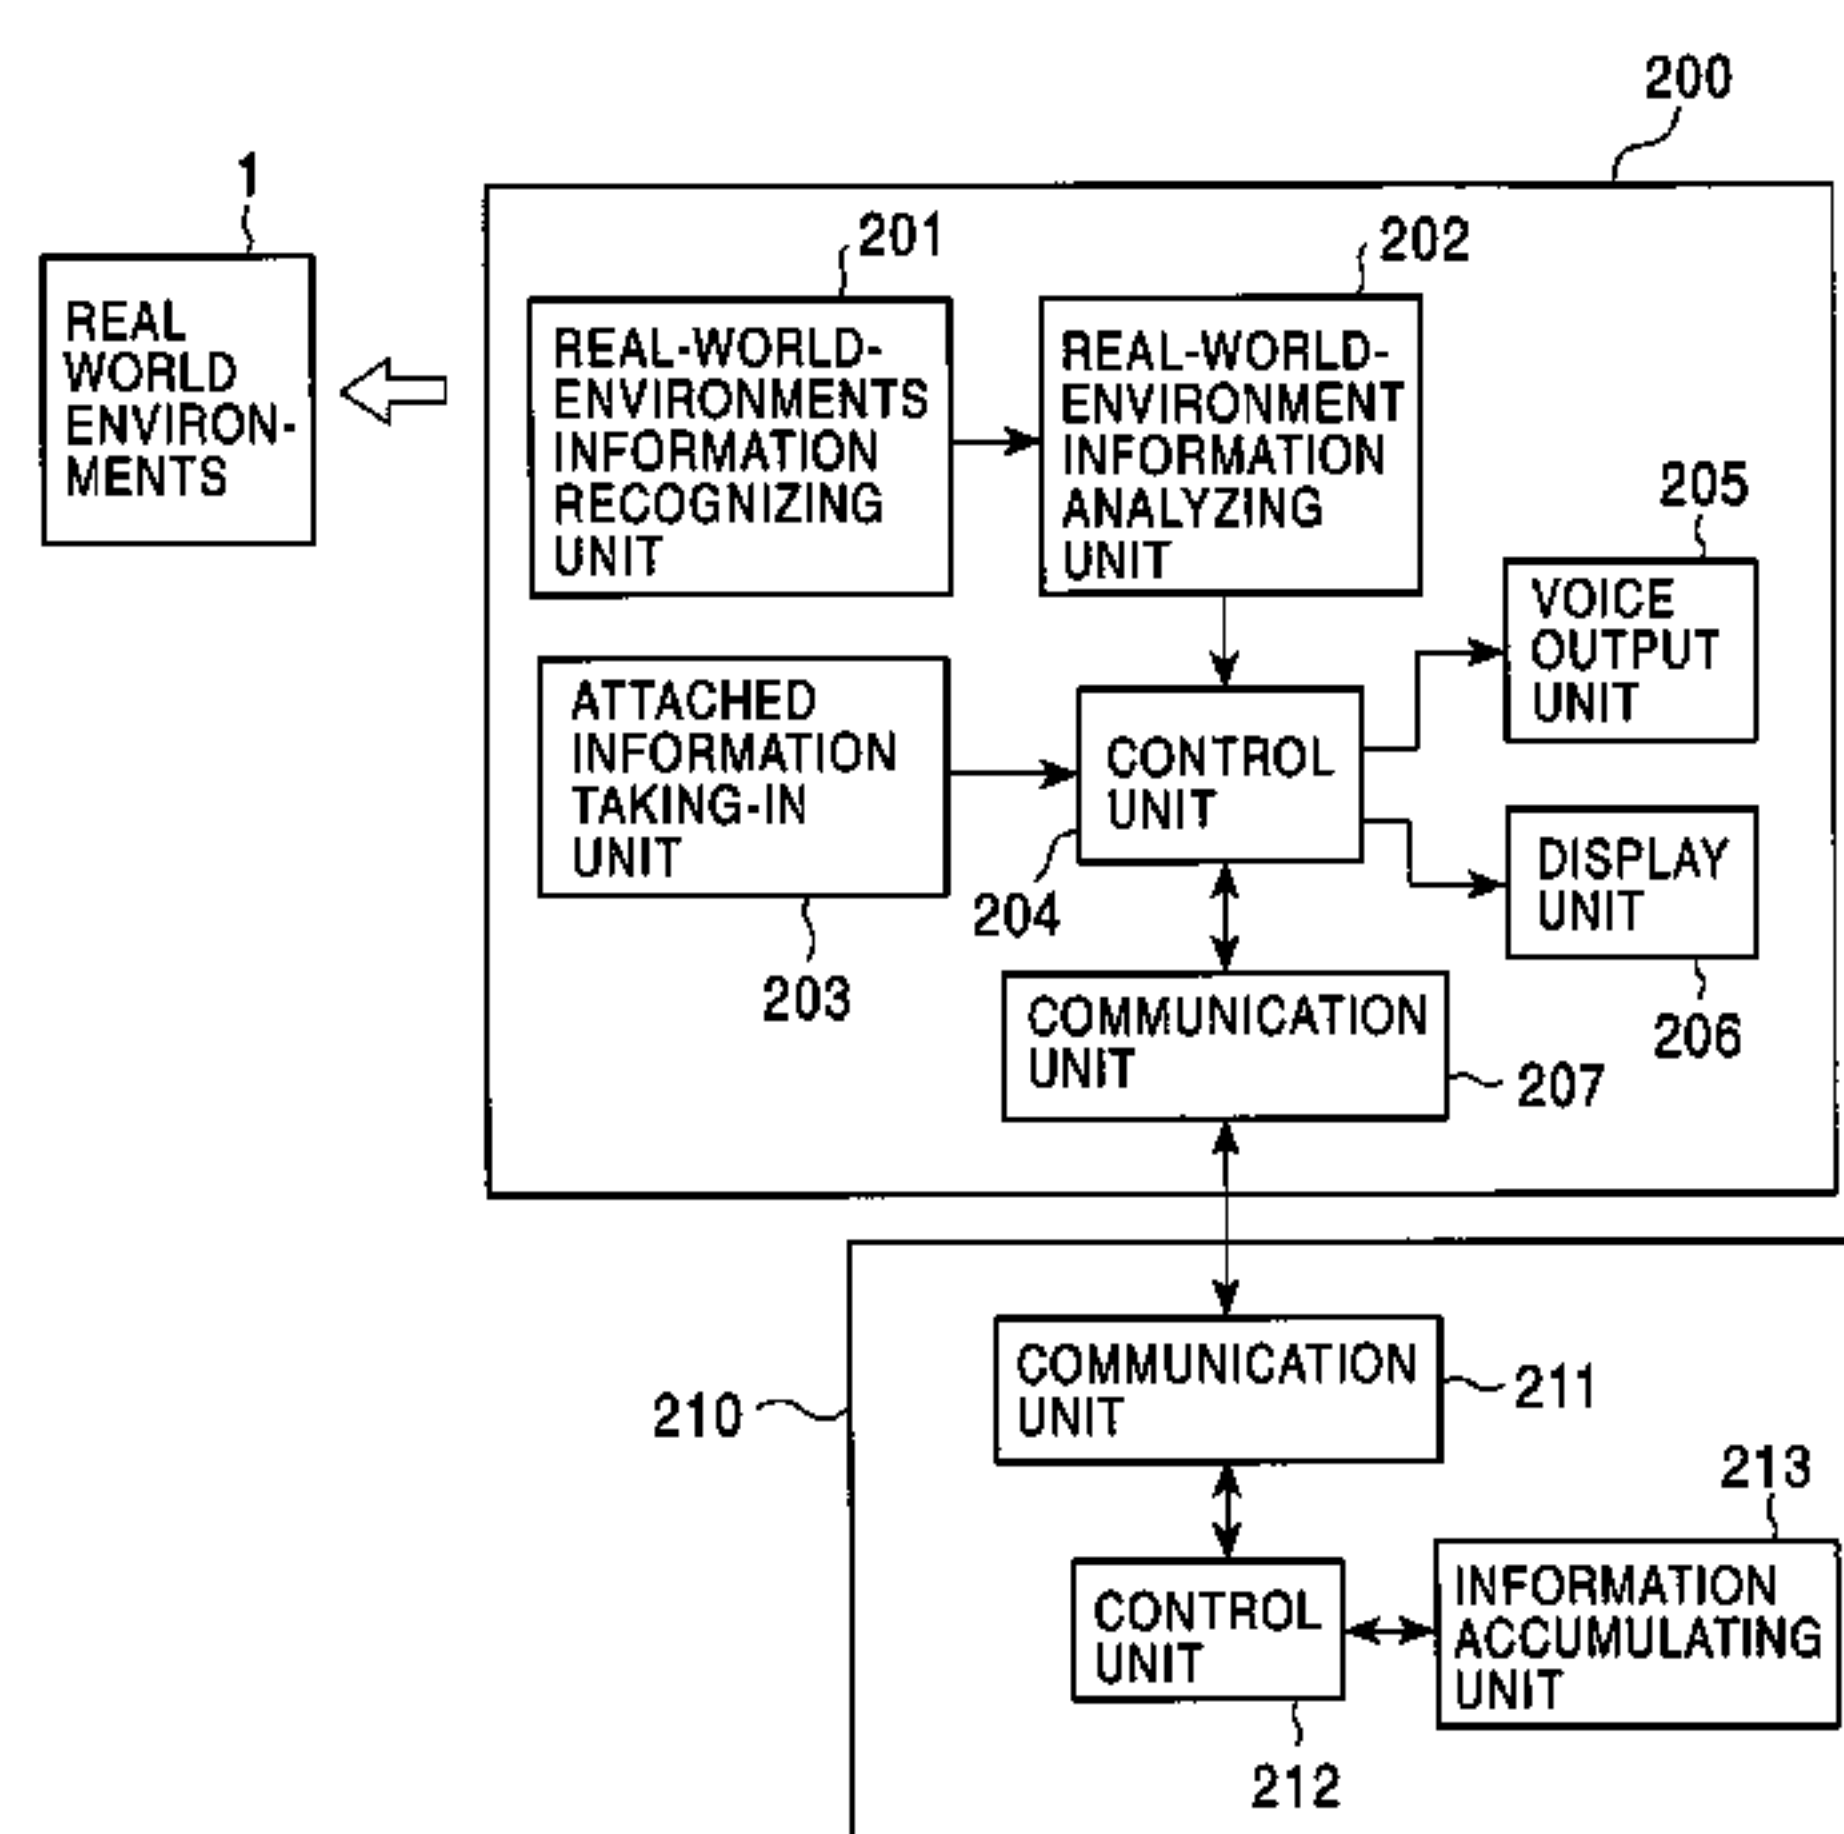 200
1
201
202
REAL
WORLD
ENVIRON-
MENTS
REAL-WORLD-
ENVIRONMENTS
INFORMATION
RECOGNIZING
UNIT
REAL-WORLD-
ENVIRONMENT
INFORMATION
ANALYZING
UNIT
205
VOICE
OUTPUT
UNIT
ATTACHED
INFORMATION
TAKING-IN
UNIT
203
CONTROL
UNIT
204
DISPLAY
UNIT
206
COMMUNICATION
UNIT
207
210
COMMUNICATION
UNIT
211
213
CONTROL
UNIT
212
INFORMATION
ACCUMULATING
UNIT